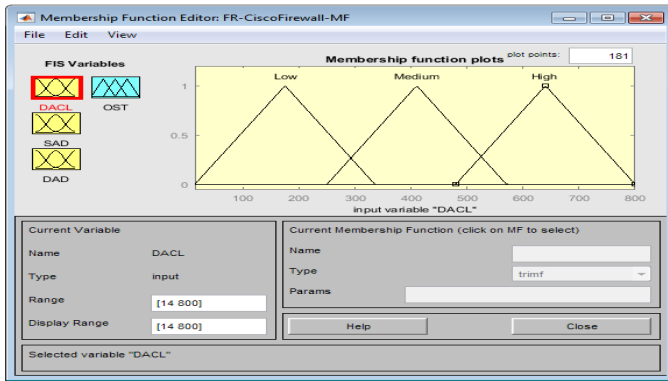 Membership Function Editor: FR-CiscoFirewall-MF
File Edit View
FIS Variables
Membership function plots
plot points:
181
DACL
OST
SAD
DAD
Low
Medium
High
1
0.5
0
100 200 300 400 500 600 700 800
input variable "DACL"
Current Variable
Name DACL
Type input
Range [14 800]
Display Range [14 800]
Current Membership Function (click on MF to select)
Name
Type trimf
Params
Help
Close
Selected variable "DACL"